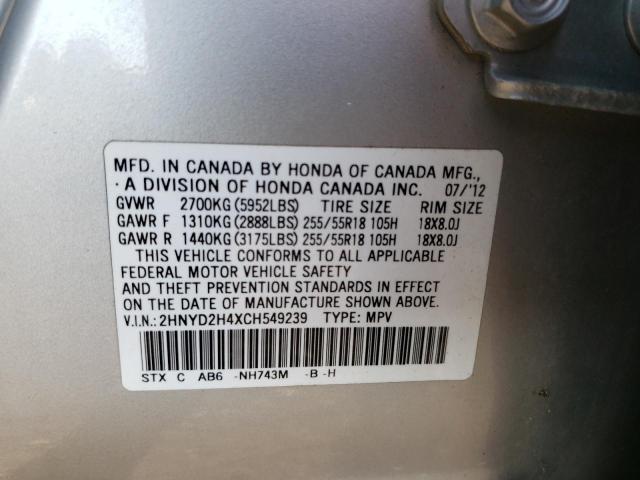 MFD. IN CANADA BY HONDA OF CANADA MFG.,
A DIVISION OF HONDA CANADA INC. 07/'12
GVWR 2700KG(5952LBS) TIRE SIZE RIM SIZE
GAWR F 1310KG(2888LBS) 255/55R18 105H 18X8.0J
GAWR R 1440KG(3175LBS) 255/55R18 105H 18X8.0J
THIS VEHICLE CONFORMS TO ALL APPLICABLE
FEDERAL MOTOR VEHICLE SAFETY
AND THEFT PREVENTION STANDARDS IN EFFECT
ON THE DATE OF MANUFACTURE SHOWN ABOVE.
V.I.N.:2HNYD2H4XCH549239 TYPE: MPV
STX C AB6 -NH743M -B -H